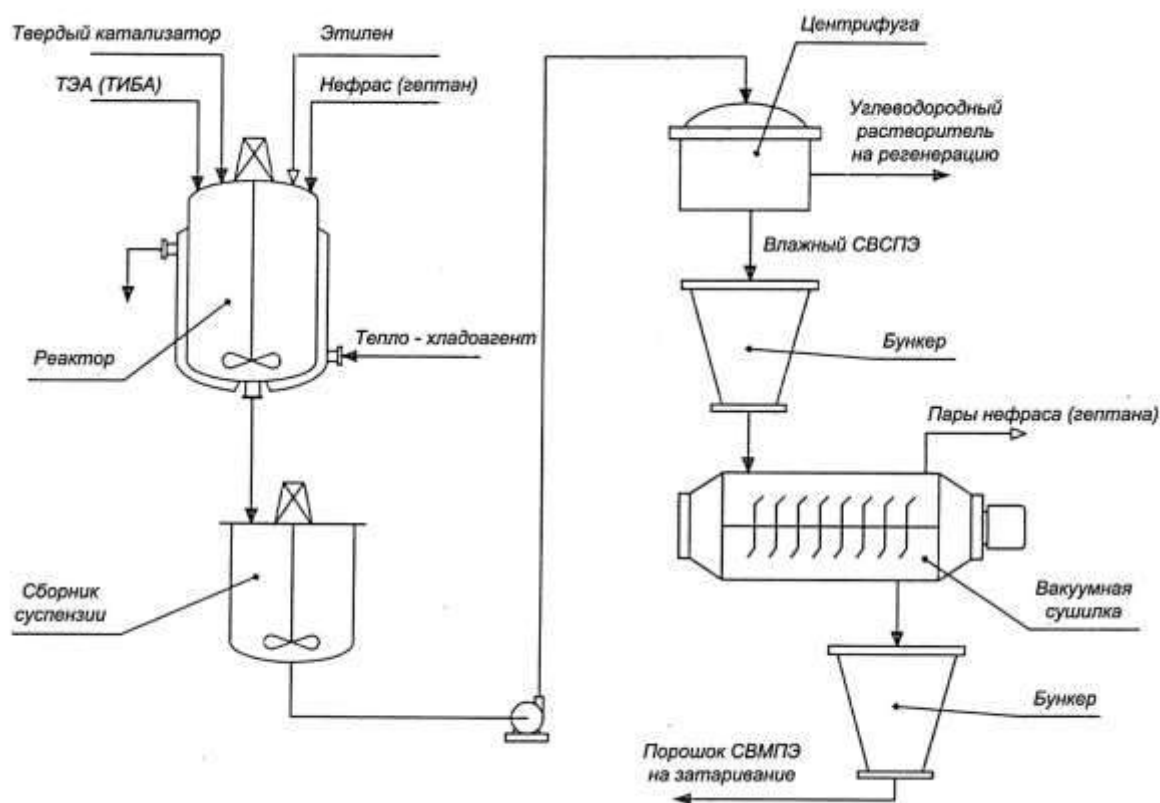 Твердый катализатор
Этилен
ТЭА (ТИБА)
Нефрас (гептан)
Реактор
Тепло - хладоагент
Сборник
суспензии
Центрифуга
Углеводородный
растворитель
на регенерацию
Влажный СВСПЭ
Бункер
Пары нефраса (гептана)
Вакуумная
сушилка
Бункер
Порошок СВМПЭ
на затаривание